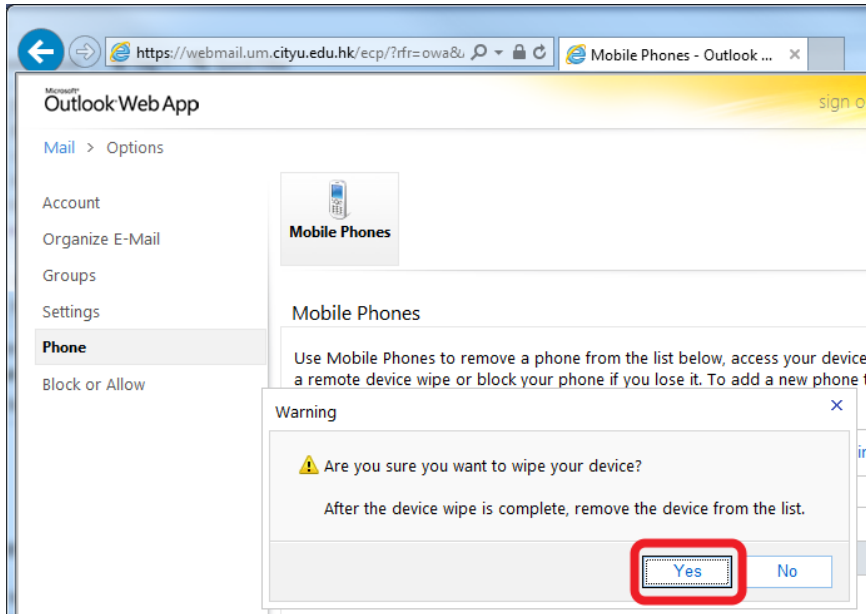 https://webmail.um.cityu.edu.hk/ecp/?rfr=owa&
Mobile Phones - Outlook ...
Microsoft®
Outlook Web App
sign o
Mail > Options
Account
Organize E-Mail
Groups
Settings
Phone
Block or Allow
Mobile Phones
Mobile Phones
Use Mobile Phones to remove a phone from the list below, access your device
a remote device wipe or block your phone if you lose it. To add a new phone t
Warning
Are you sure you want to wipe your device?
After the device wipe is complete, remove the device from the list.
Yes No